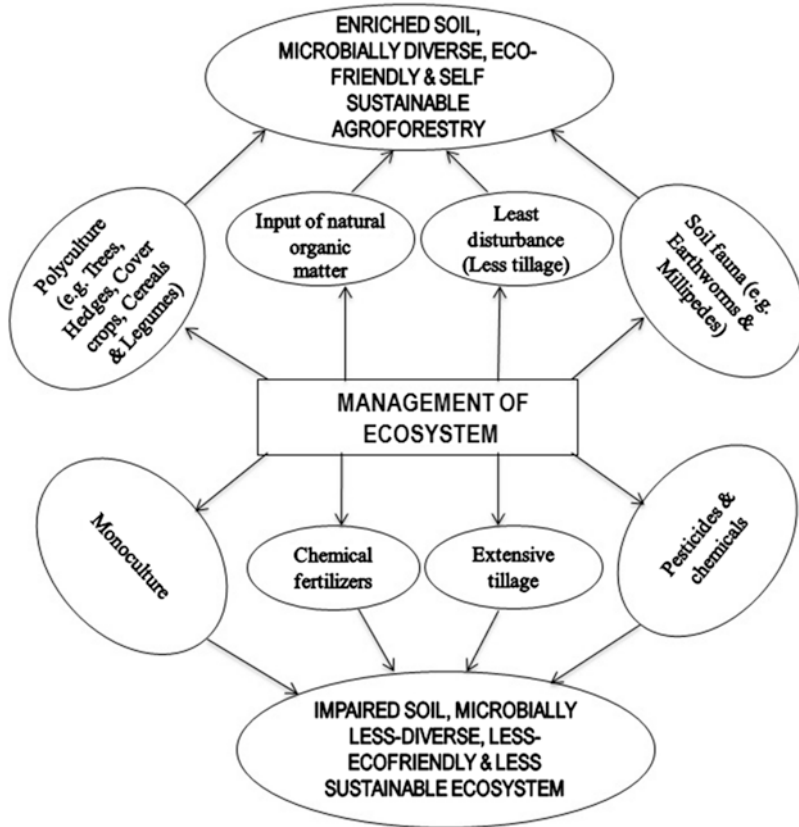 ENRICHED SOIL,
MICROBIALLY DIVERSE, ECO-
FRIENDLY & SELF
SUSTAINABLE
AGROFORESTRY
Polyculture
(e.g. Trees,
Hedges, Cover
crops, Cereals
& Legumes)
Input of natural
organic
matter
Least
disturbance
(Less tillage)
Soil fauna (e.g.
Earthworms &
Millipedes)
MANAGEMENT OF
ECOSYSTEM
Monoculture
Chemical
fertilizers
Extensive
tillage
Pesticides &
chemicals
IMPAIRED SOIL, MICROBIALLY
LESS-DIVERSE, LESS-
ECOFRIENDLY & LESS
SUSTAINABLE ECOSYSTEM